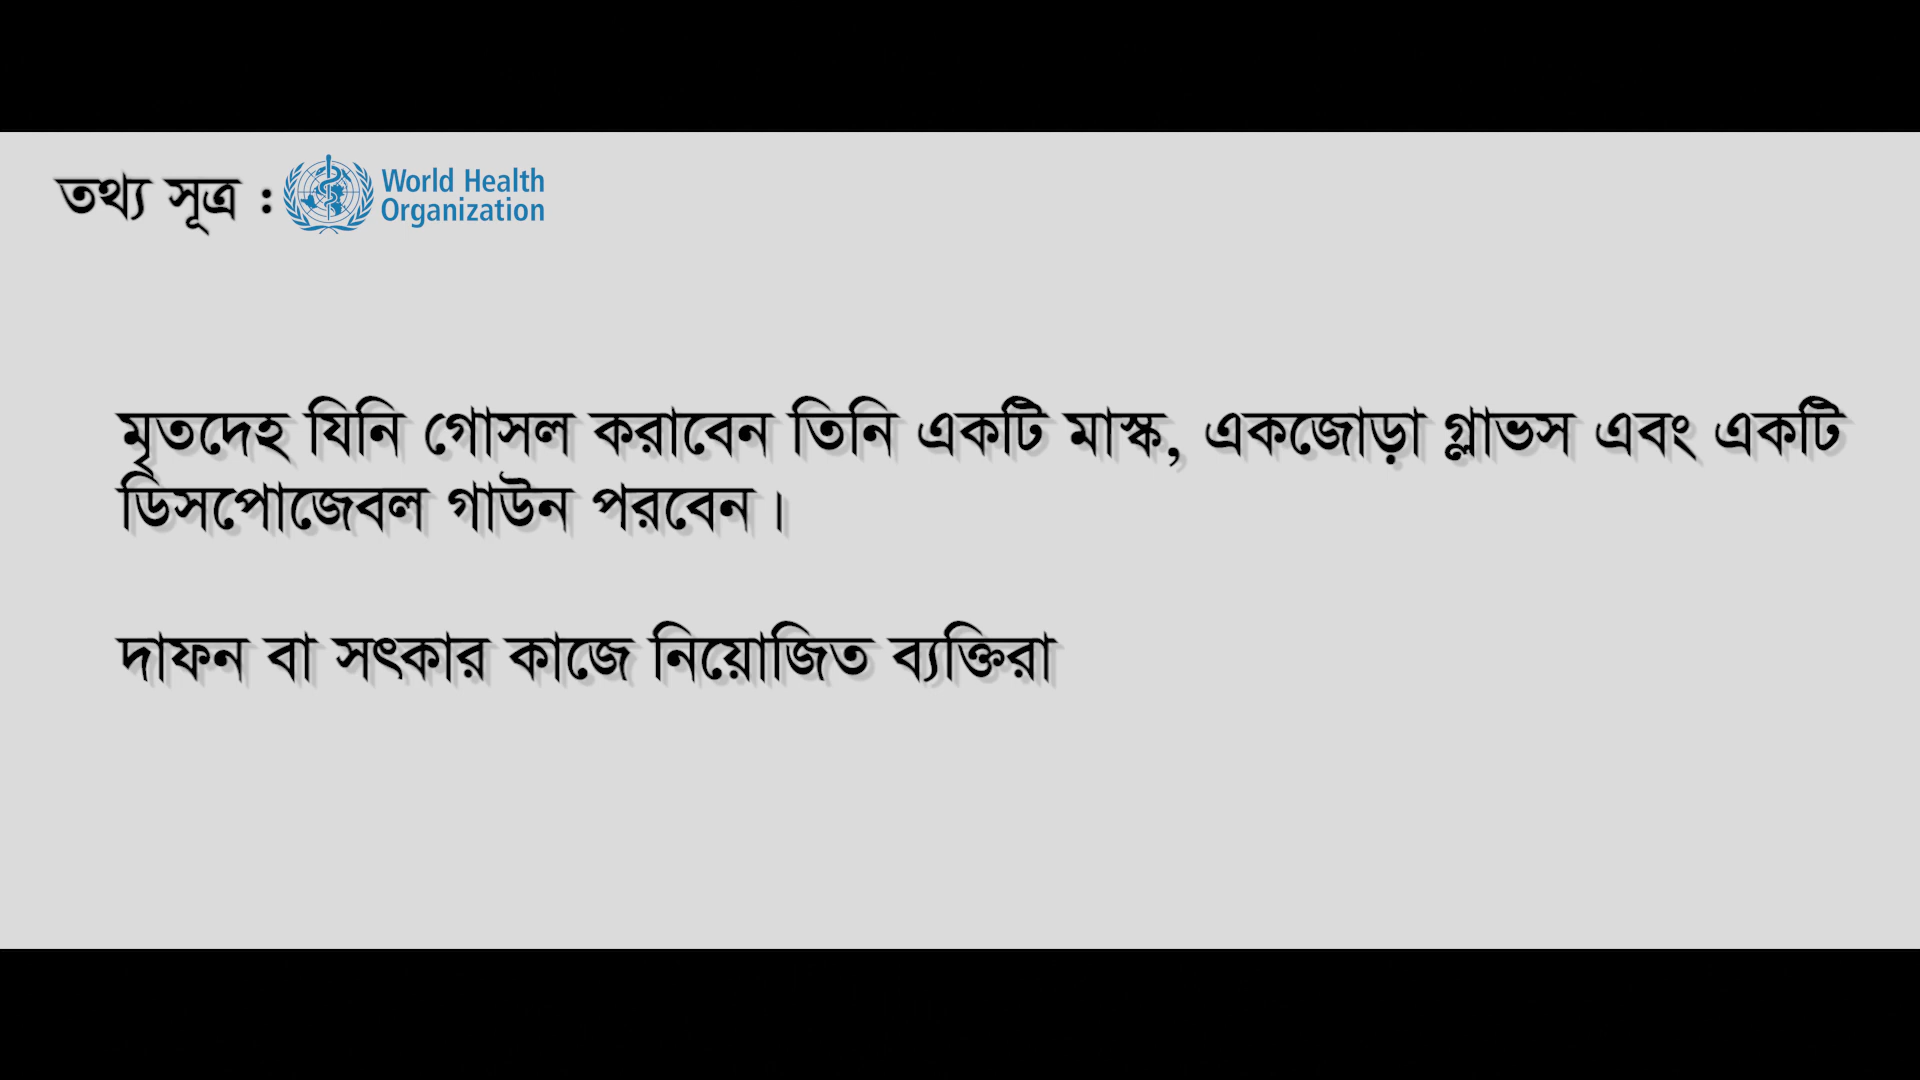 তথ্য সূত্র :
World Health
Organization
মৃতদেহ যিনি গোসল করাবেন তিনি একটি মাস্ক, একজোড়া গ্লাভস এবং একটি
ডিসপোজেবল গাউন পরবেন।
দাফন বা সৎকার কাজে নিয়োজিত ব্যক্তিরা